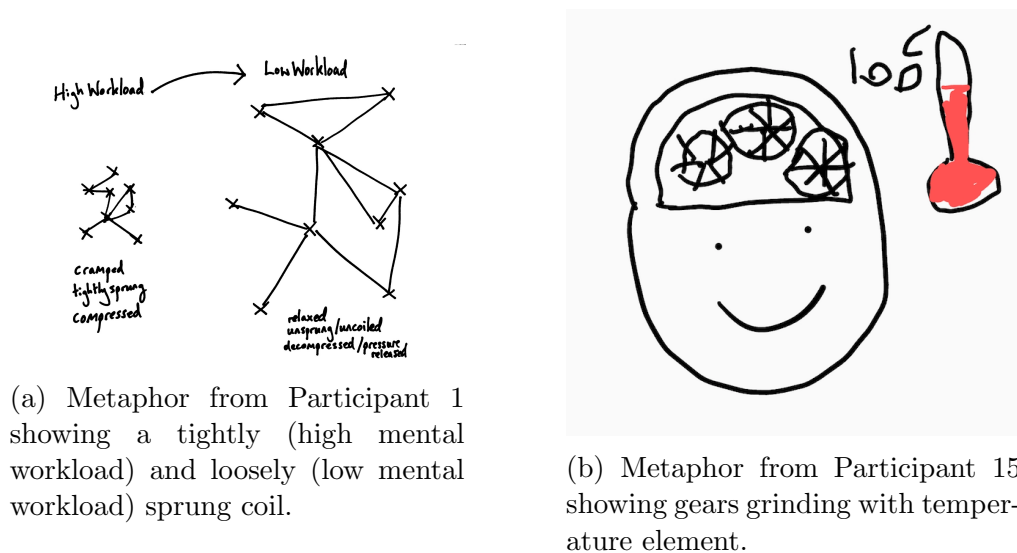 High Workload
Low Workload
cramped
tightly sprung
compressed
relaxed
unsprung/uncoiled
decompressed/pressure
released
(a) Metaphor from Participant 1
showing a tightly (high mental
workload) and loosely (low mental
workload) sprung coil.
(b) Metaphor from Participant 15
showing gears grinding with temper-
ature element.